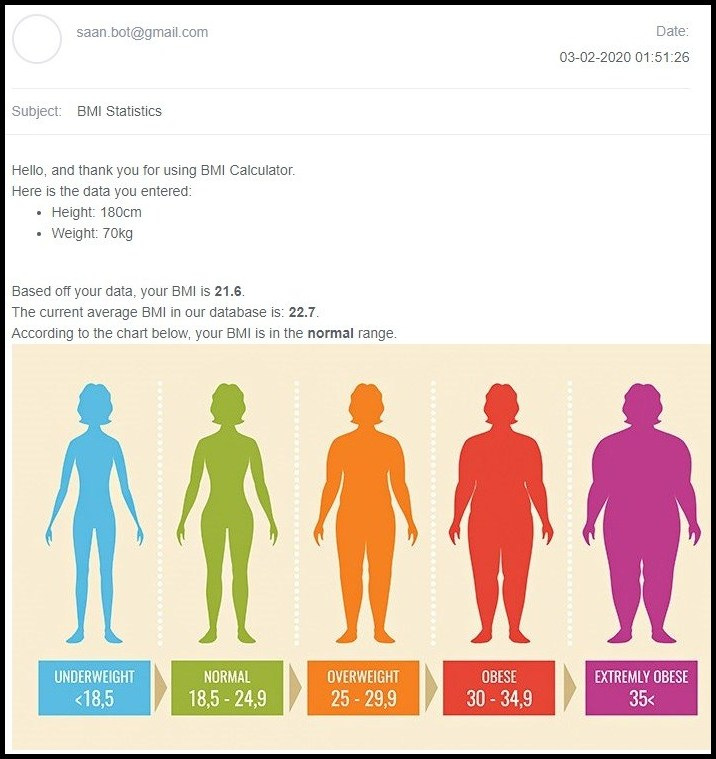 saan.bot@gmail.com
Date:
03-02-2020 01:51:26
Subject: BMI Statistics
Hello, and thank you for using BMI Calculator.
Here is the data you entered:
• Height: 180cm
• Weight: 70kg
Based off your data, your BMI is 21.6.
The current average BMI in our database is: 22.7.
According to the chart below, your BMI is in the normal range.
UNDERWEIGHT
<18,5
NORMAL
18,5 - 24,9
OVERWEIGHT
25 - 29,9
OBESE
30 - 34,9
EXTREMLY OBESE
35<